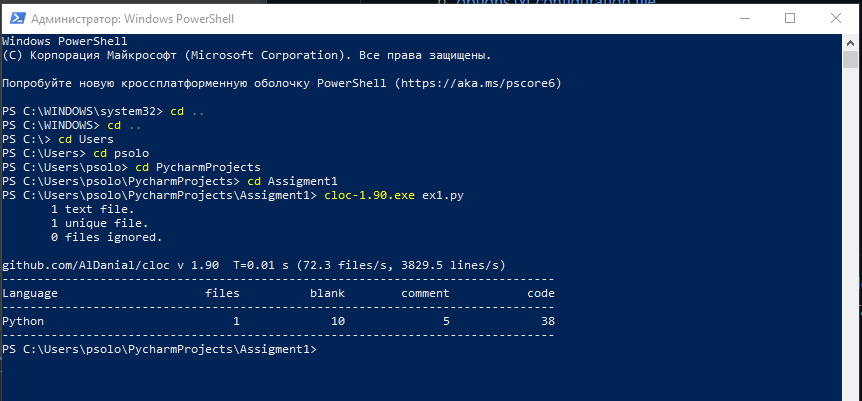 options.txt configuration file
Администратор: Windows PowerShell
Windows PowerShell
(C) Корпорация Майкрософт (Microsoft Corporation). Все права защищены.
Попробуйте новую кроссплатформенную оболочку PowerShell (https://aka.ms/pscore6)
PS C:\WINDOWS\system32> cd ..
PS C:\WINDOWS> cd ..
PS C:\> cd Users
PS C:\Users> cd psolo
PS C:\Users\psolo> cd PycharmProjects
PS C:\Users\psolo\PycharmProjects> cd Assigment1
PS C:\Users\psolo\PycharmProjects\Assigment1> cloc-1.90.exe ex1.py
       1 text file.
       1 unique file.
       0 files ignored.
github.com/AlDanial/cloc v 1.90  T=0.01 s (72.3 files/s, 3829.5 lines/s)
-------------------------------------------------------------------------------
Language                     files          blank        comment           code
-------------------------------------------------------------------------------
Python                           1             10              5             38
-------------------------------------------------------------------------------
PS C:\Users\psolo\PycharmProjects\Assigment1>